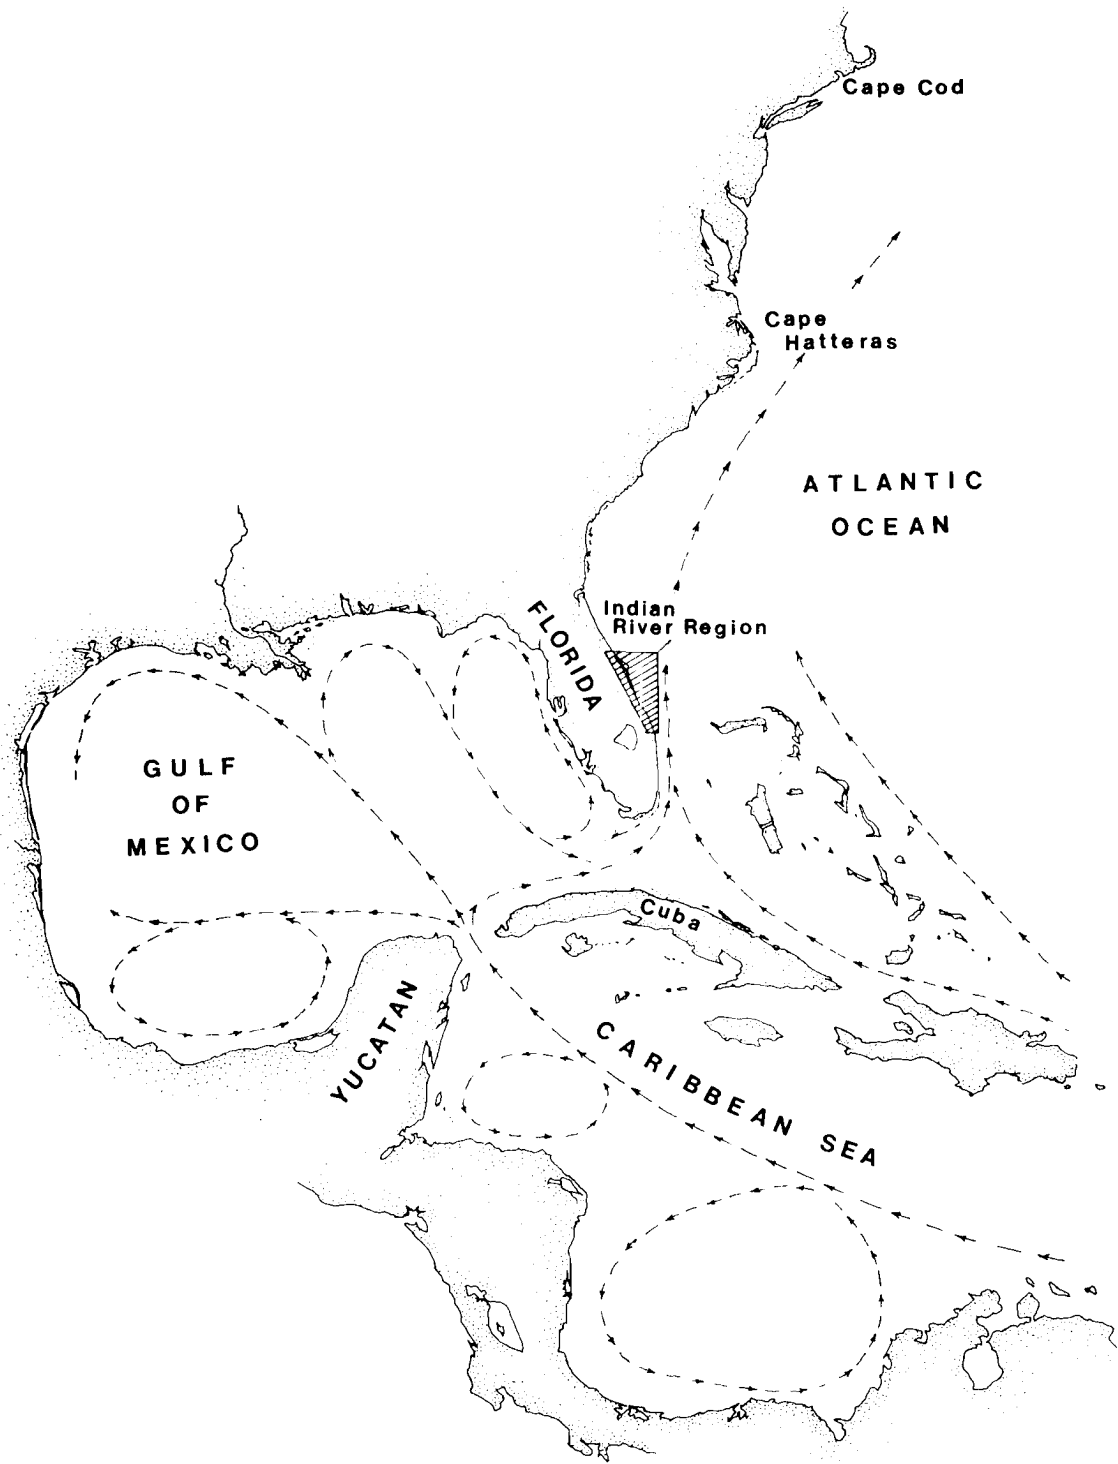 Cape Cod
Cape
Hatteras
ATLANTIC
OCEAN
Indian
River Region
FLORIDA
GULF
OF
MEXICO
Cuba
YUCATAN
CARIBBEAN SEA